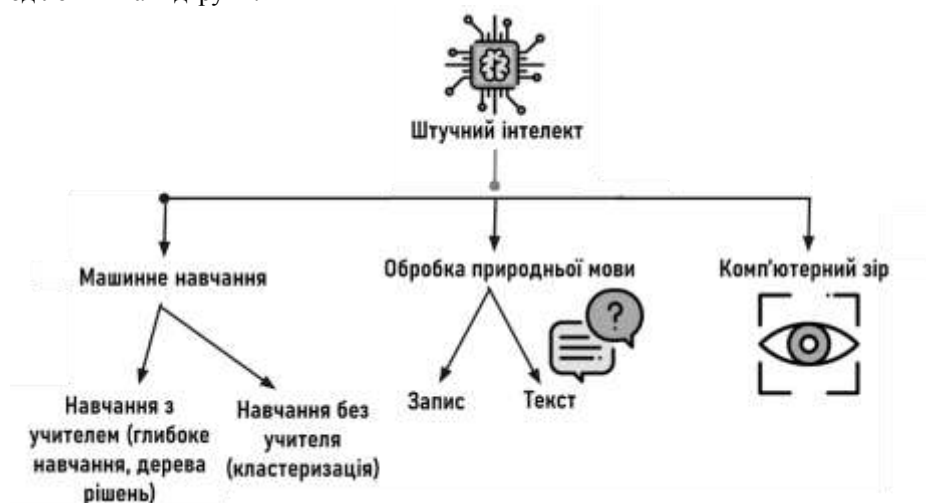 Штучний інтелект
Машинне навчання
Обробка природньої мови
Комп'ютерний зір
?
Навчання з
учителем (глибоке
навчання, дерева
рішень)
Навчання без
учителя
(кластеризація)
Запис
Текст